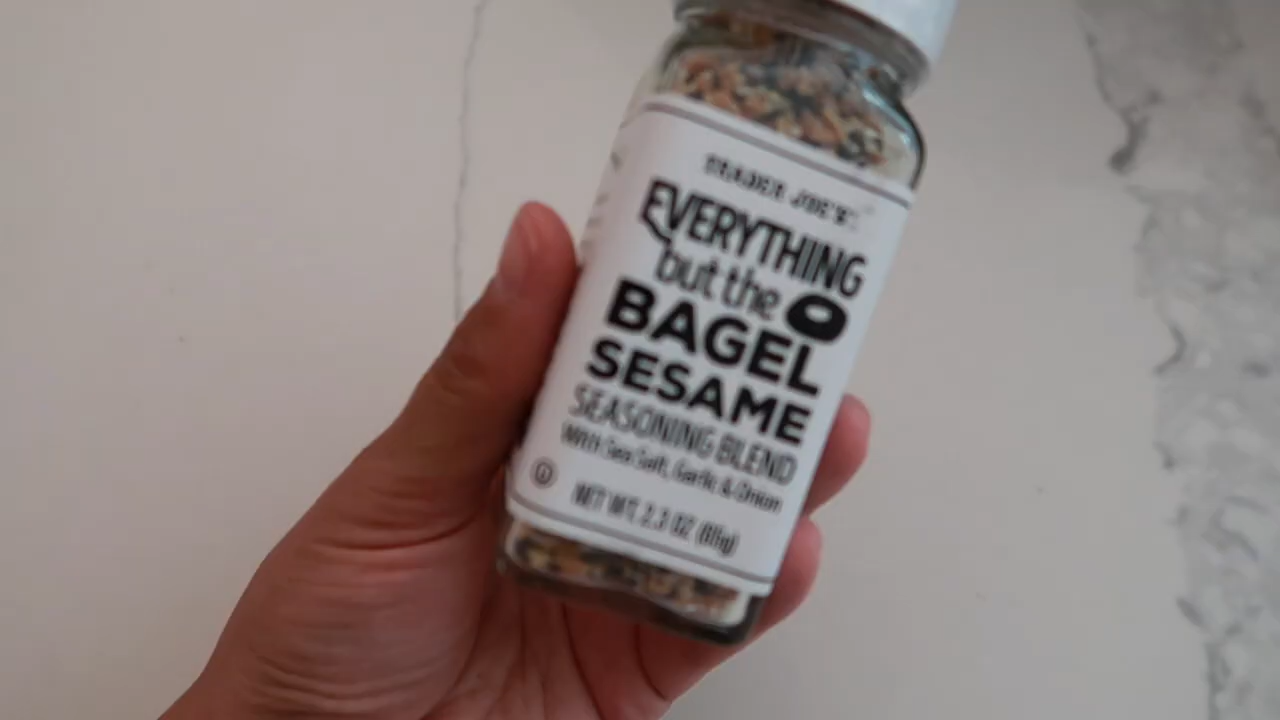 TRADER JOE'S
EVERYTHING
but the
BAGEL
SESAME
SEASONING BLEND
With Sea Salt, Garlic & Onion
NET WT. 2.3 OZ (65g)